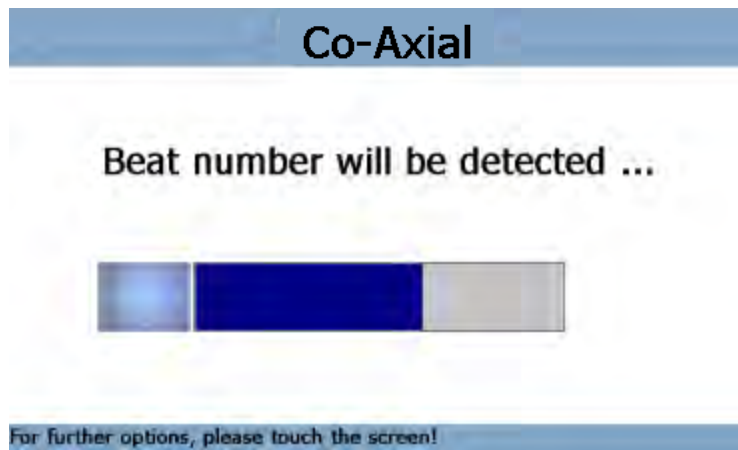 Co-Axial
Beat number will be detected ...
For further options, please touch the screen!